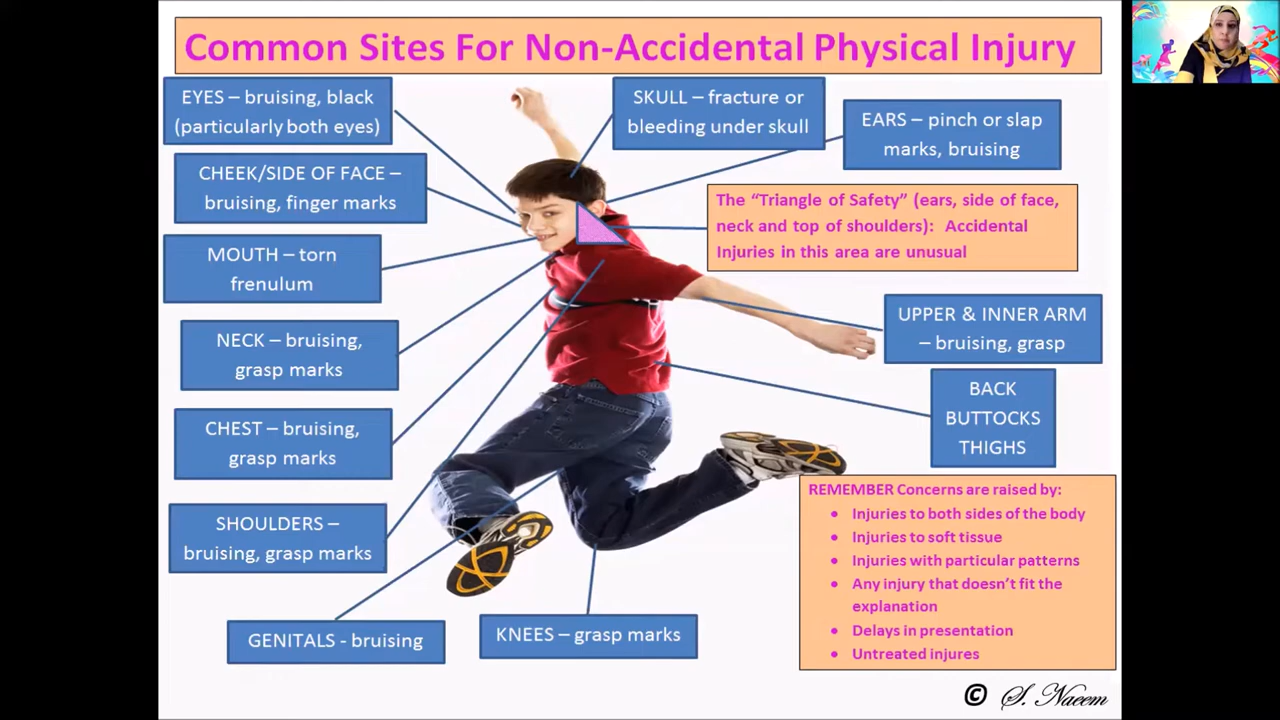 Common Sites For Non-Accidental Physical Injury
EYES – bruising, black
(particularly both eyes)
SKULL – fracture or
bleeding under skull
EARS – pinch or slap
marks, bruising
CHEEK/SIDE OF FACE –
bruising, finger marks
The “Triangle of Safety” (ears, side of face,
neck and top of shoulders): Accidental
Injuries in this area are unusual
MOUTH – torn
frenulum
NECK – bruising,
grasp marks
UPPER & INNER ARM
– bruising, grasp
CHEST – bruising,
grasp marks
BACK
BUTTOCKS
THIGHS
SHOULDERS –
bruising, grasp marks
REMEMBER Concerns are raised by:
• Injuries to both sides of the body
• Injuries to soft tissue
• Injuries with particular patterns
• Any injury that doesn’t fit the
explanation
• Delays in presentation
• Untreated injures
GENITALS - bruising
KNEES – grasp marks
© S. Naeem